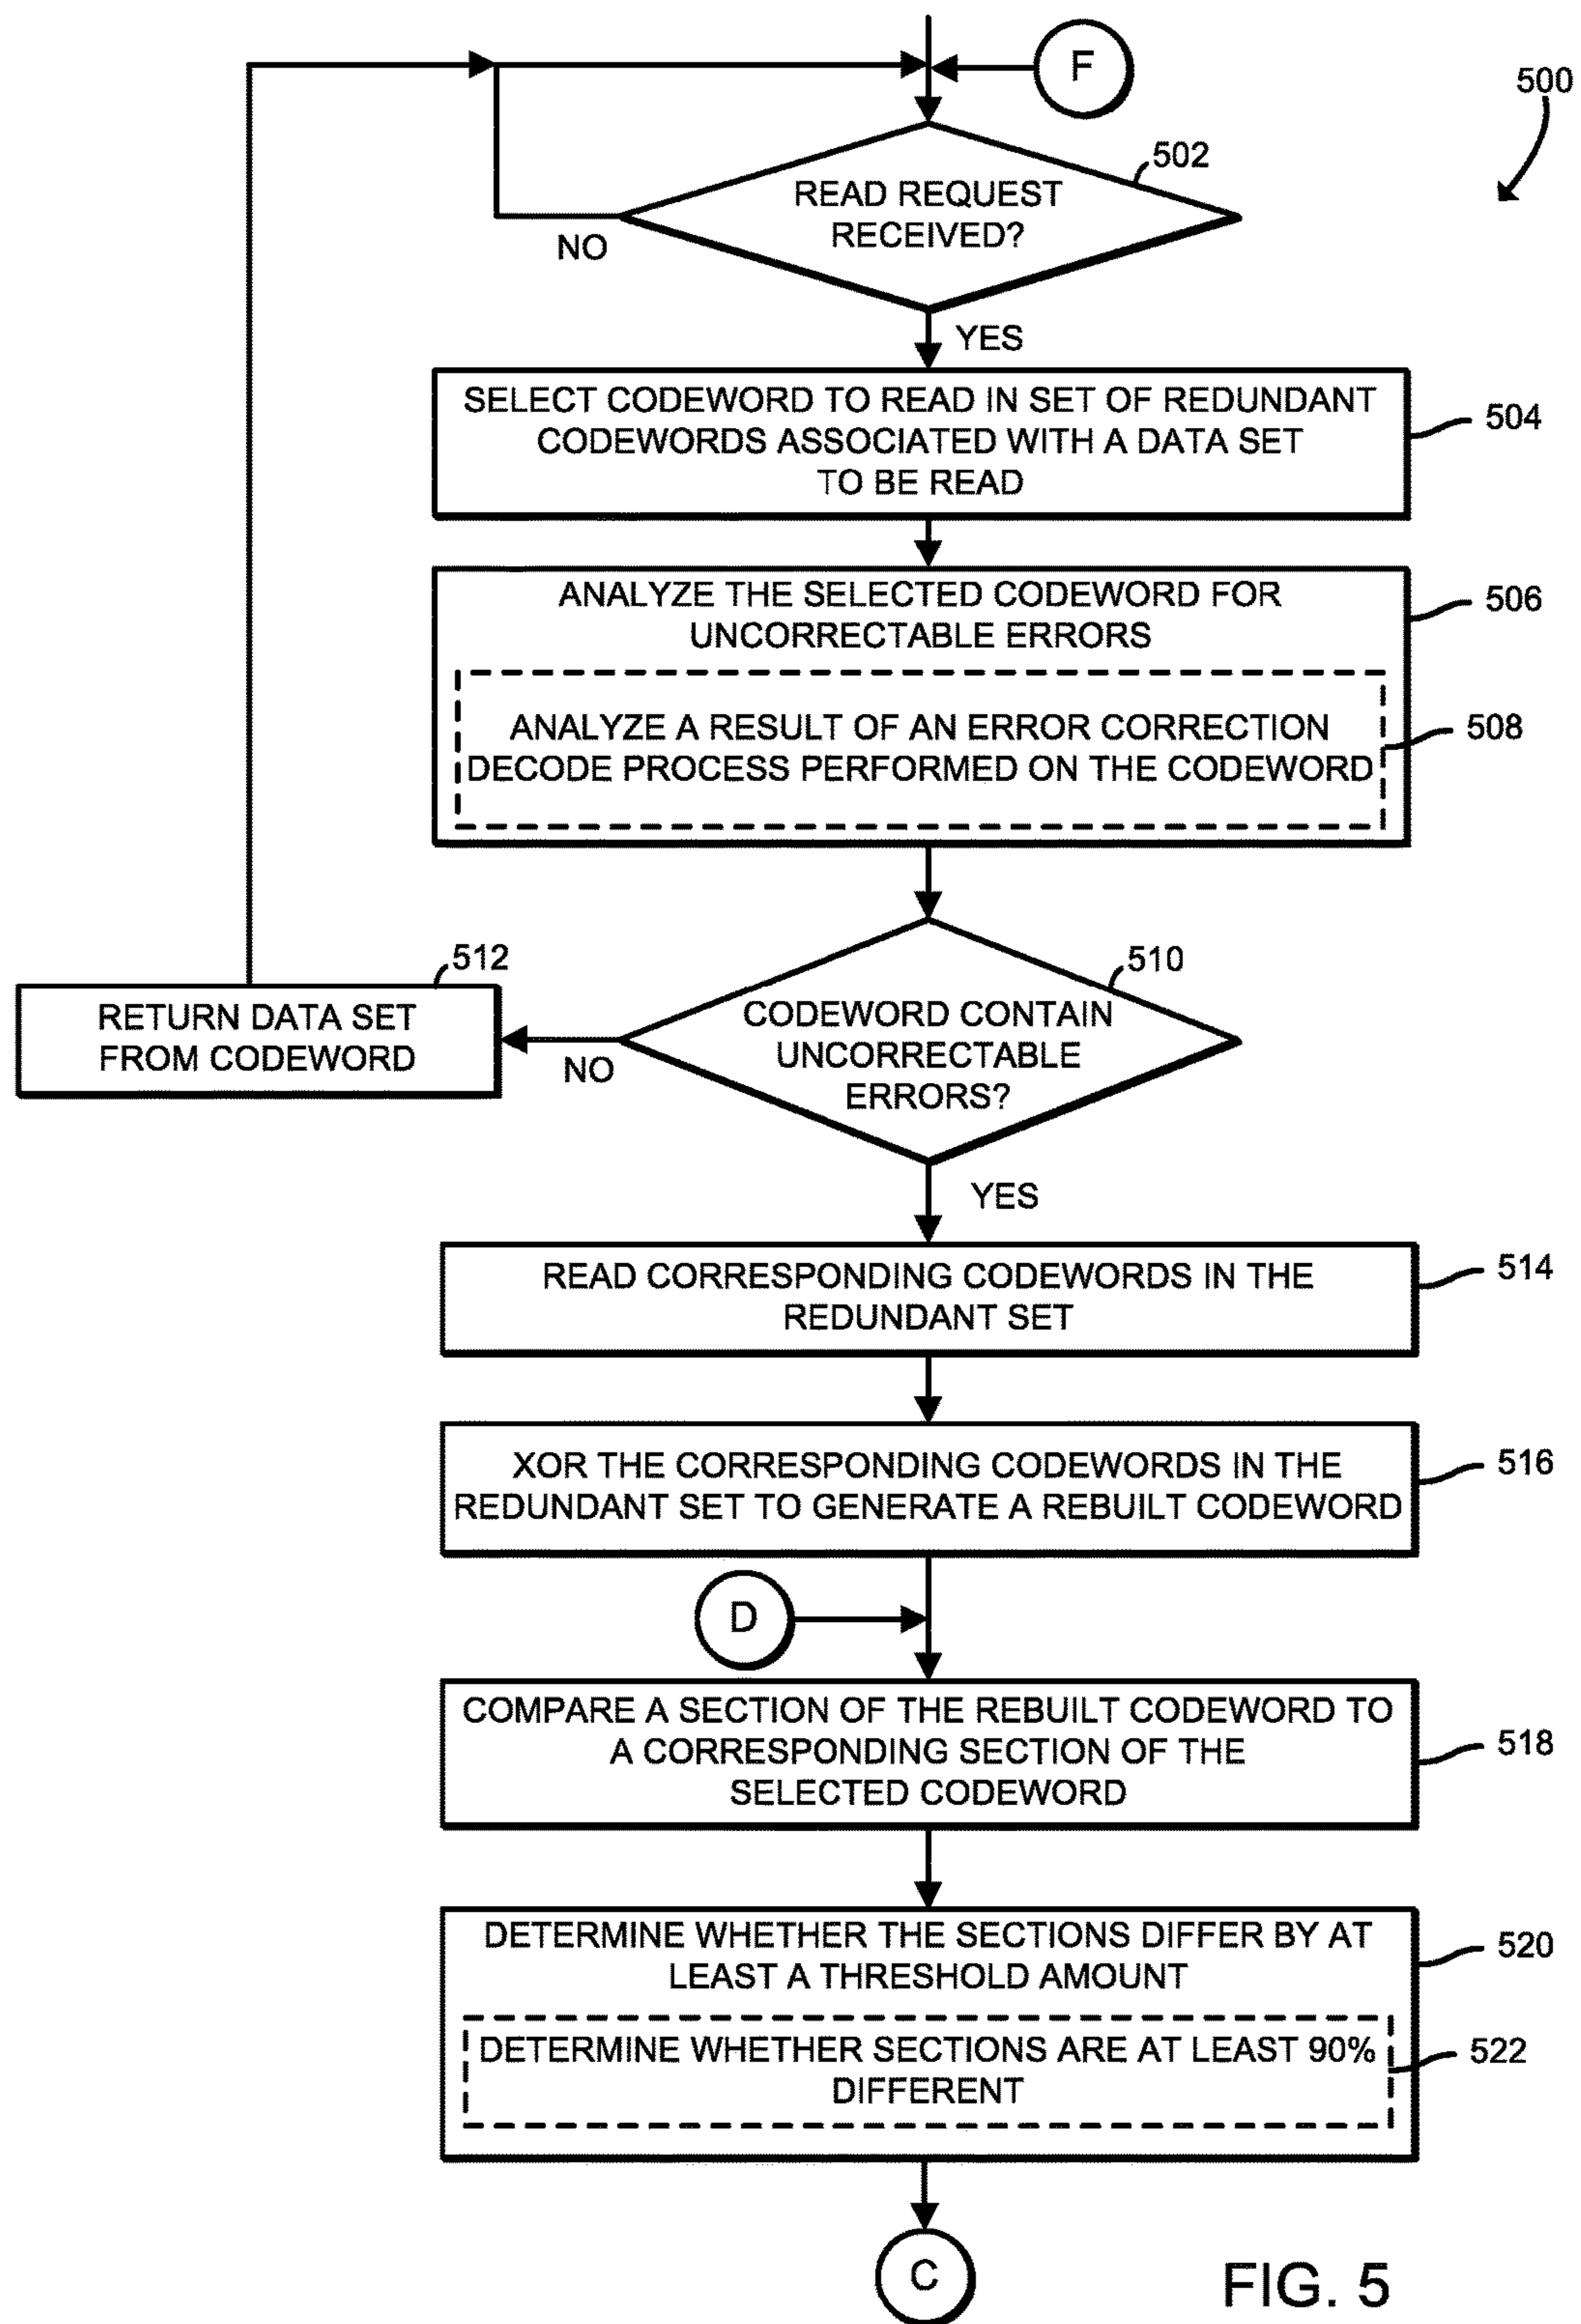 F
500
502
READ REQUEST
RECEIVED?
NO
YES
SELECT CODEWORD TO READ IN SET OF REDUNDANT
CODEWORDS ASSOCIATED WITH A DATA SET
TO BE READ
504
ANALYZE THE SELECTED CODEWORD FOR
UNCORRECTABLE ERRORS
506
ANALYZE A RESULT OF AN ERROR CORRECTION
DECODE PROCESS PERFORMED ON THE CODEWORD
508
512
RETURN DATA SET
FROM CODEWORD
510
CODEWORD CONTAIN
UNCORRECTABLE
ERRORS?
NO
YES
READ CORRESPONDING CODEWORDS IN THE
REDUNDANT SET
514
XOR THE CORRESPONDING CODEWORDS IN THE
REDUNDANT SET TO GENERATE A REBUILT CODEWORD
516
D
COMPARE A SECTION OF THE REBUILT CODEWORD TO
A CORRESPONDING SECTION OF THE
SELECTED CODEWORD
518
DETERMINE WHETHER THE SECTIONS DIFFER BY AT
LEAST A THRESHOLD AMOUNT
520
DETERMINE WHETHER SECTIONS ARE AT LEAST 90%
DIFFERENT
522
C
FIG. 5